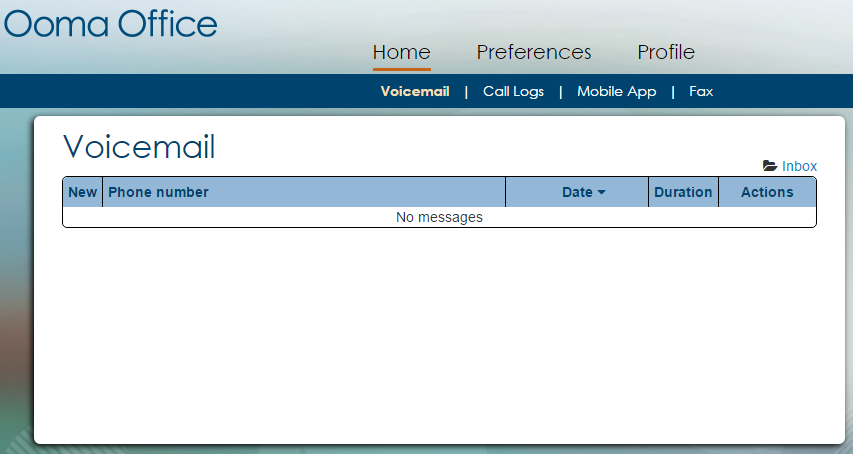 Ooma Office
Home Preferences Profile
Voicemail | Call Logs | Mobile App | Fax
Voicemail
Inbox
New Phone number Date Duration Actions
No messages